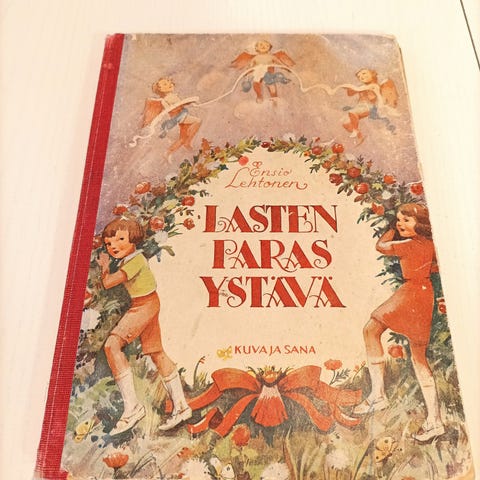 Ensio
Lehtonen
LASTEN
PARAS
YSTÄVÄ
KUVA JA SANA